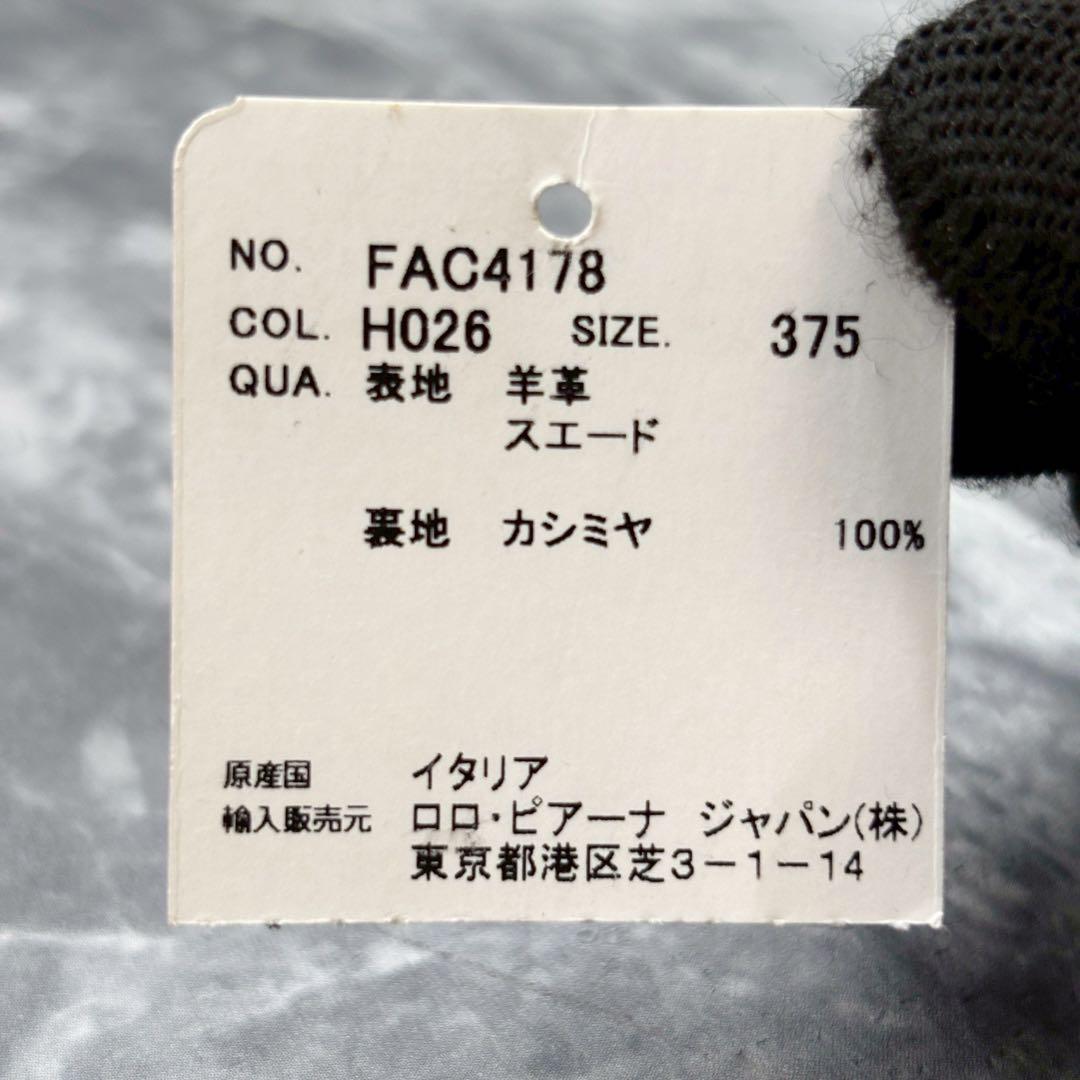 NO. FAC4178
COL. H026 SIZE. 375
QUA. 表地 羊革
スエード
裏地 カシミヤ 100%
原産国 イタリア
輸入販売元 ロロ・ピアーナ ジャパン(株)
東京都港区芝3-1-14